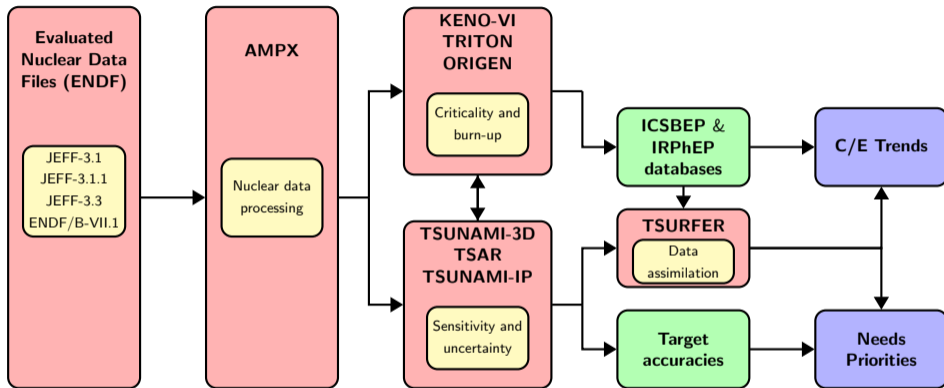 Evaluated
Nuclear Data
Files (ENDF)
JEFF-3.1
JEFF-3.1.1
JEFF-3.3
ENDF/B-VII.1
AMPX
Nuclear data
processing
KENO-VI
TRITON
ORIGEN
Criticality and
burn-up
TSUNAMI-3D
TSAR
TSUNAMI-IP
Sensitivity and
uncertainty
ICSBEP &
IRPhEP
databases
TSURFER
Data
assimilation
Target
accuracies
C/E Trends
Needs
Priorities